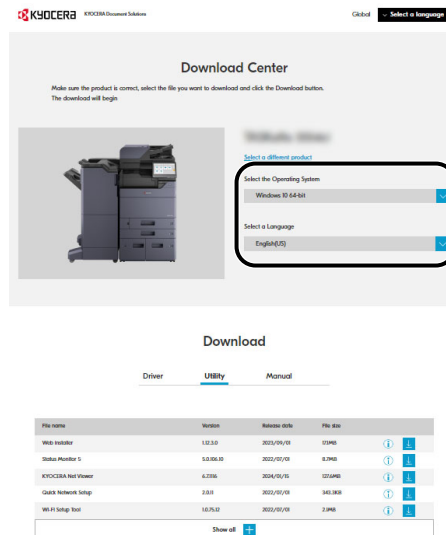 KYOCERA KYOCERA Document Solutions Global Select a language
Download Center
Make sure the product is correct, select the file you want to download and click the Download button.
The download will begin
Select a different product
Select the Operating System
Windows 10 64-bit
Select a Language
English(US)
Download
Driver Utility Manual
File name Version Release date File size
Web Installer 1.12.3.0 2023/09/01 17.1MB
Status Monitor 5 5.0.106.10 2022/07/01 8.7MB
KYOCERA Net Viewer 2024/01/15 127.6MB
Quick Network Setup 2.0.11 2022/07/01 340.3KB
Wi-Fi Setup Tool 1.0.75.12 2022/07/01 2.9MB
Show all